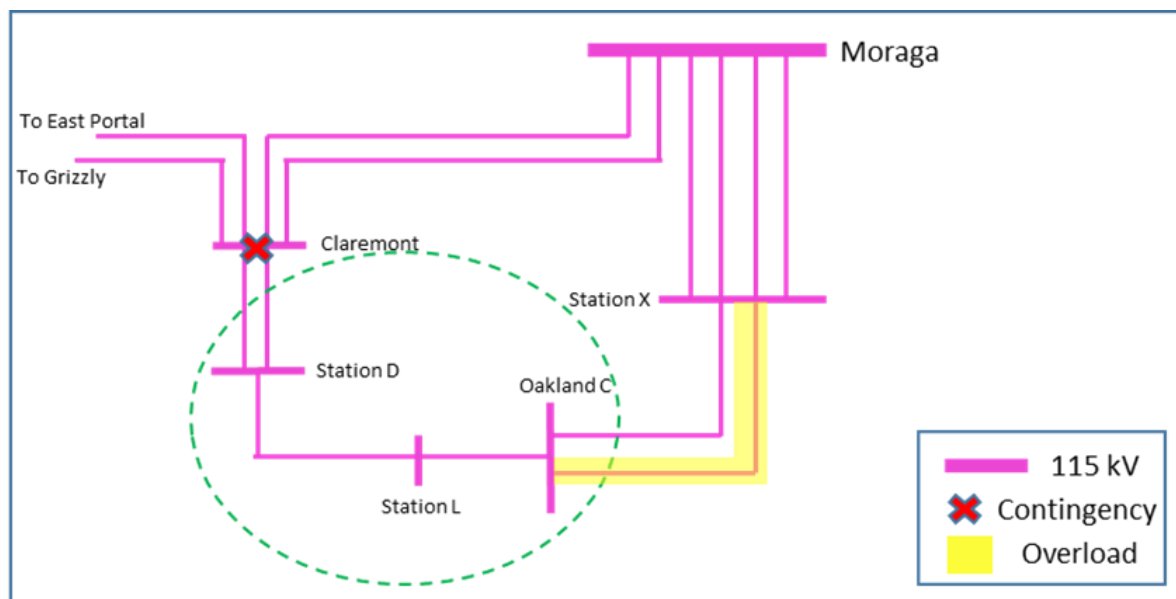 Moraga
To East Portal
To Grizzly
Claremont
Station X
Station D
Oakland C
Station L
115 kV
Contingency
Overload